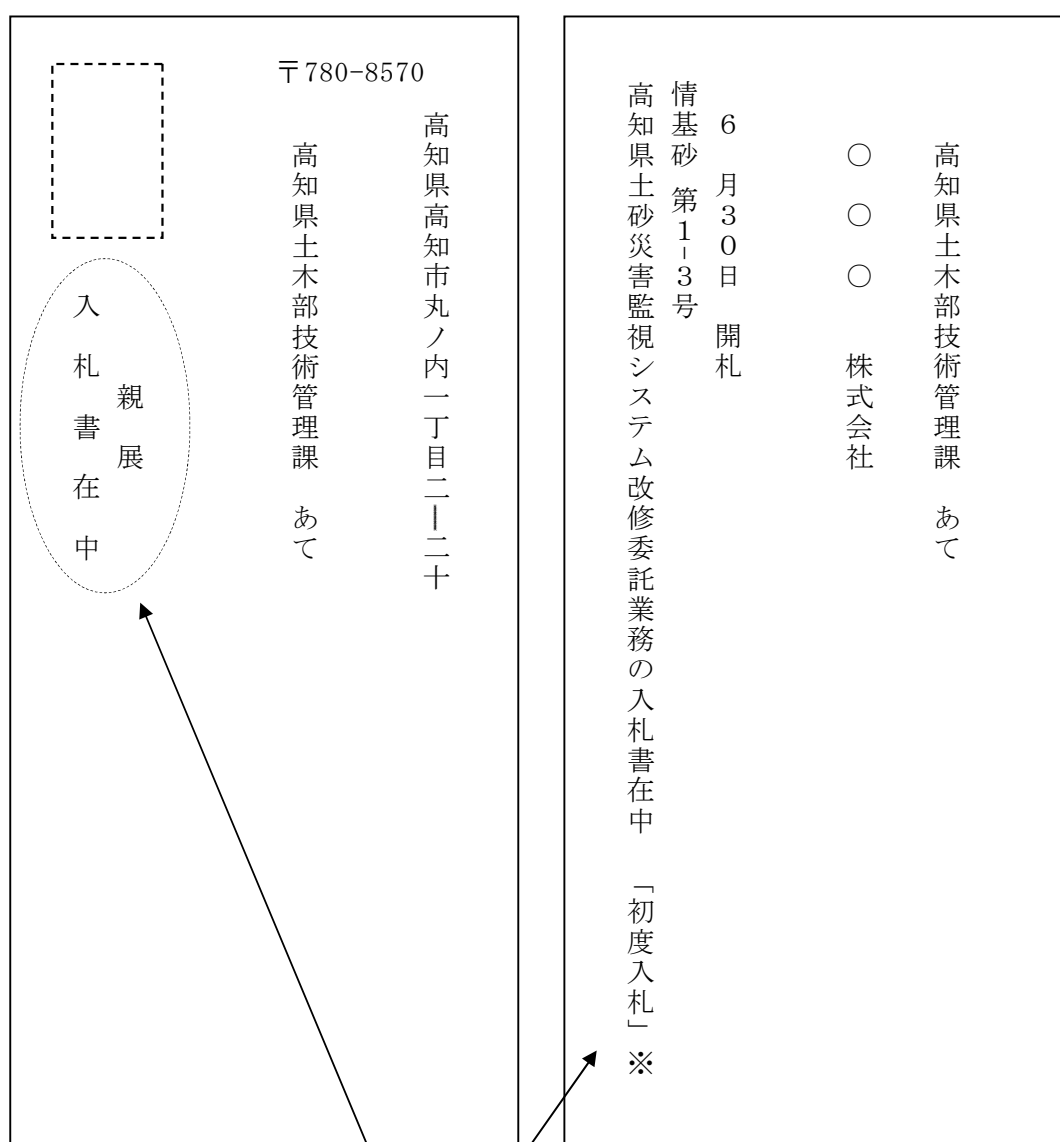 〒780-8570
高知県高知市丸ノ内一丁目二―二十
高知県土木部技術管理課 あて
親展
入札書在中
高知県土木部技術管理課 あて
○○○ 株式会社
6月30日 開札
情基砂 第1-3号
高知県土砂災害監視システム改修委託業務の入札書在中 「初度入札」※